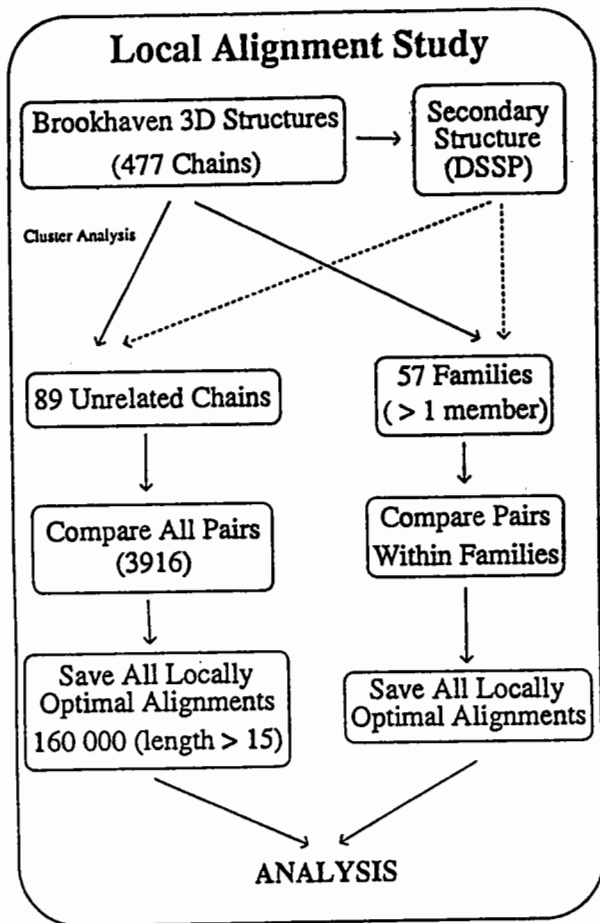 Local Alignment Study
Brookhaven 3D Structures
(477 Chains)
Secondary
Structure
(DSSP)
Cluster Analysis
89 Unrelated Chains
57 Families
( > 1 member)
Compare All Pairs
(3916)
Compare Pairs
Within Families
Save All Locally
Optimal Alignments
160 000 (length > 15)
Save All Locally
Optimal Alignments
ANALYSIS